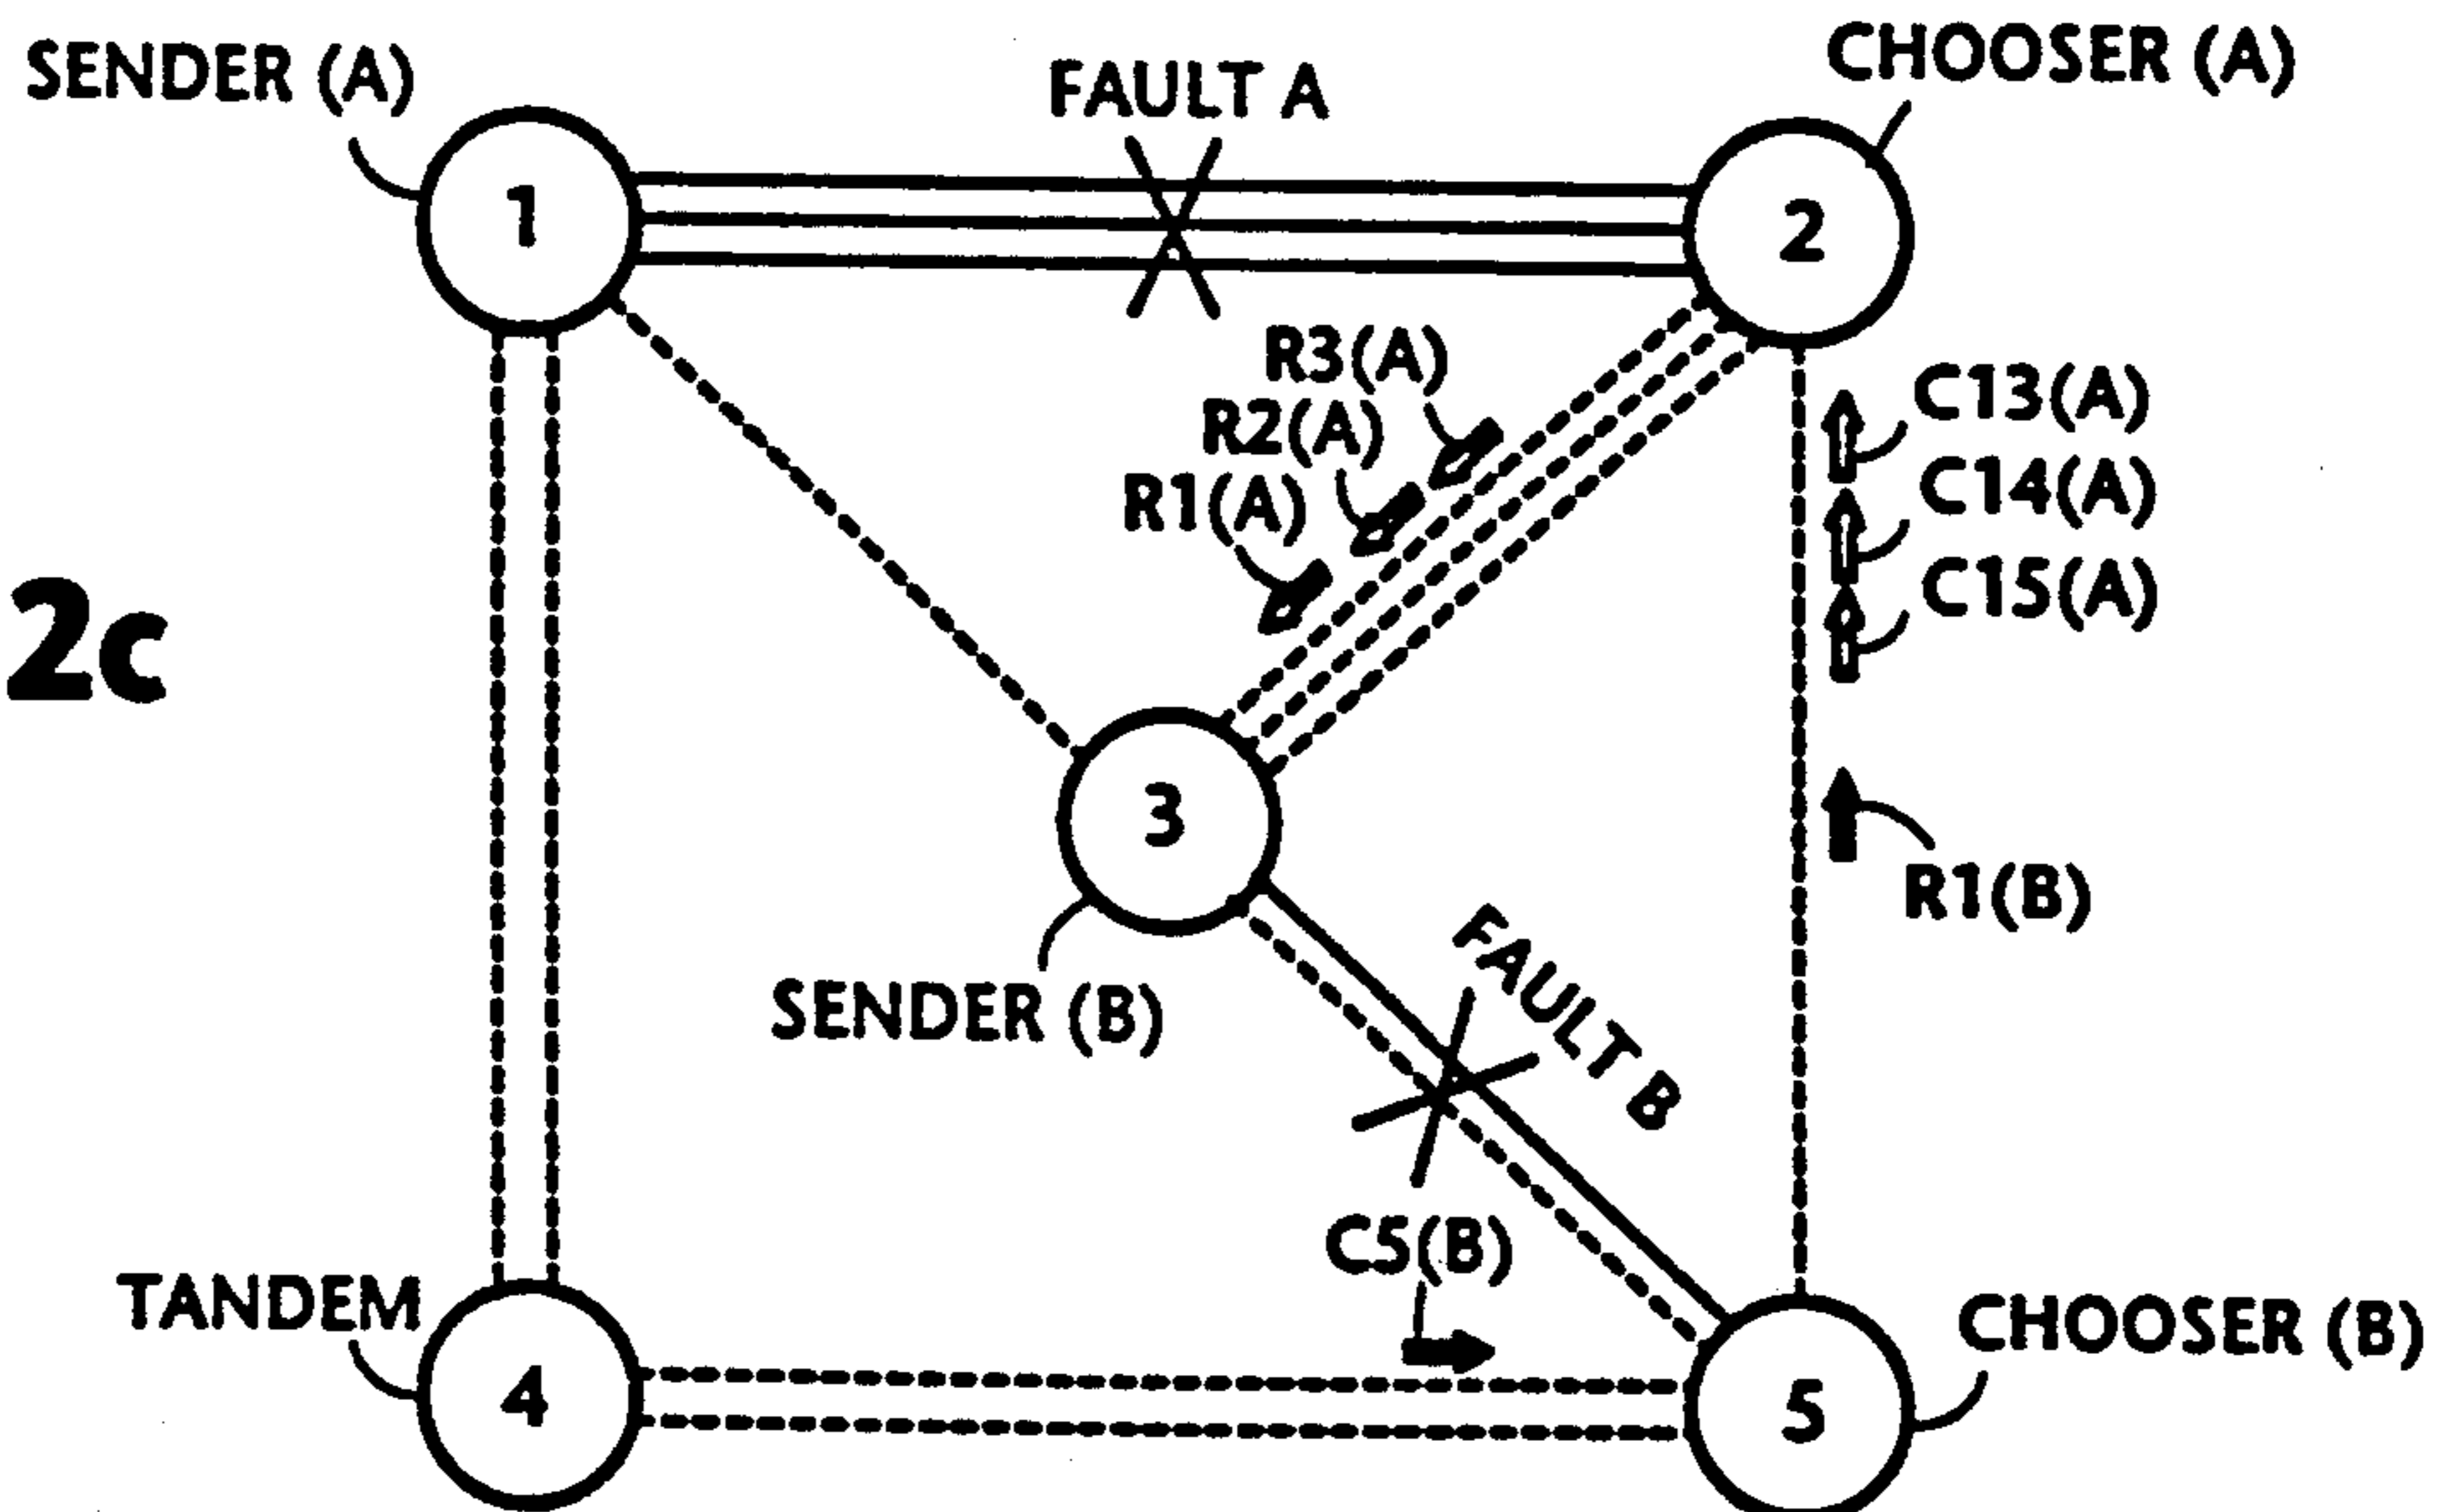 SENDER (A)
FAULT A
CHOOSER (A)
1
2
R3(A)
R2(A)
R1(A)
C13(A)
C14(A)
C15(A)
2c
3
R1(B)
SENDER (B)
FAULT B
C5(B)
TANDEM
CHOOSER (B)
4
5